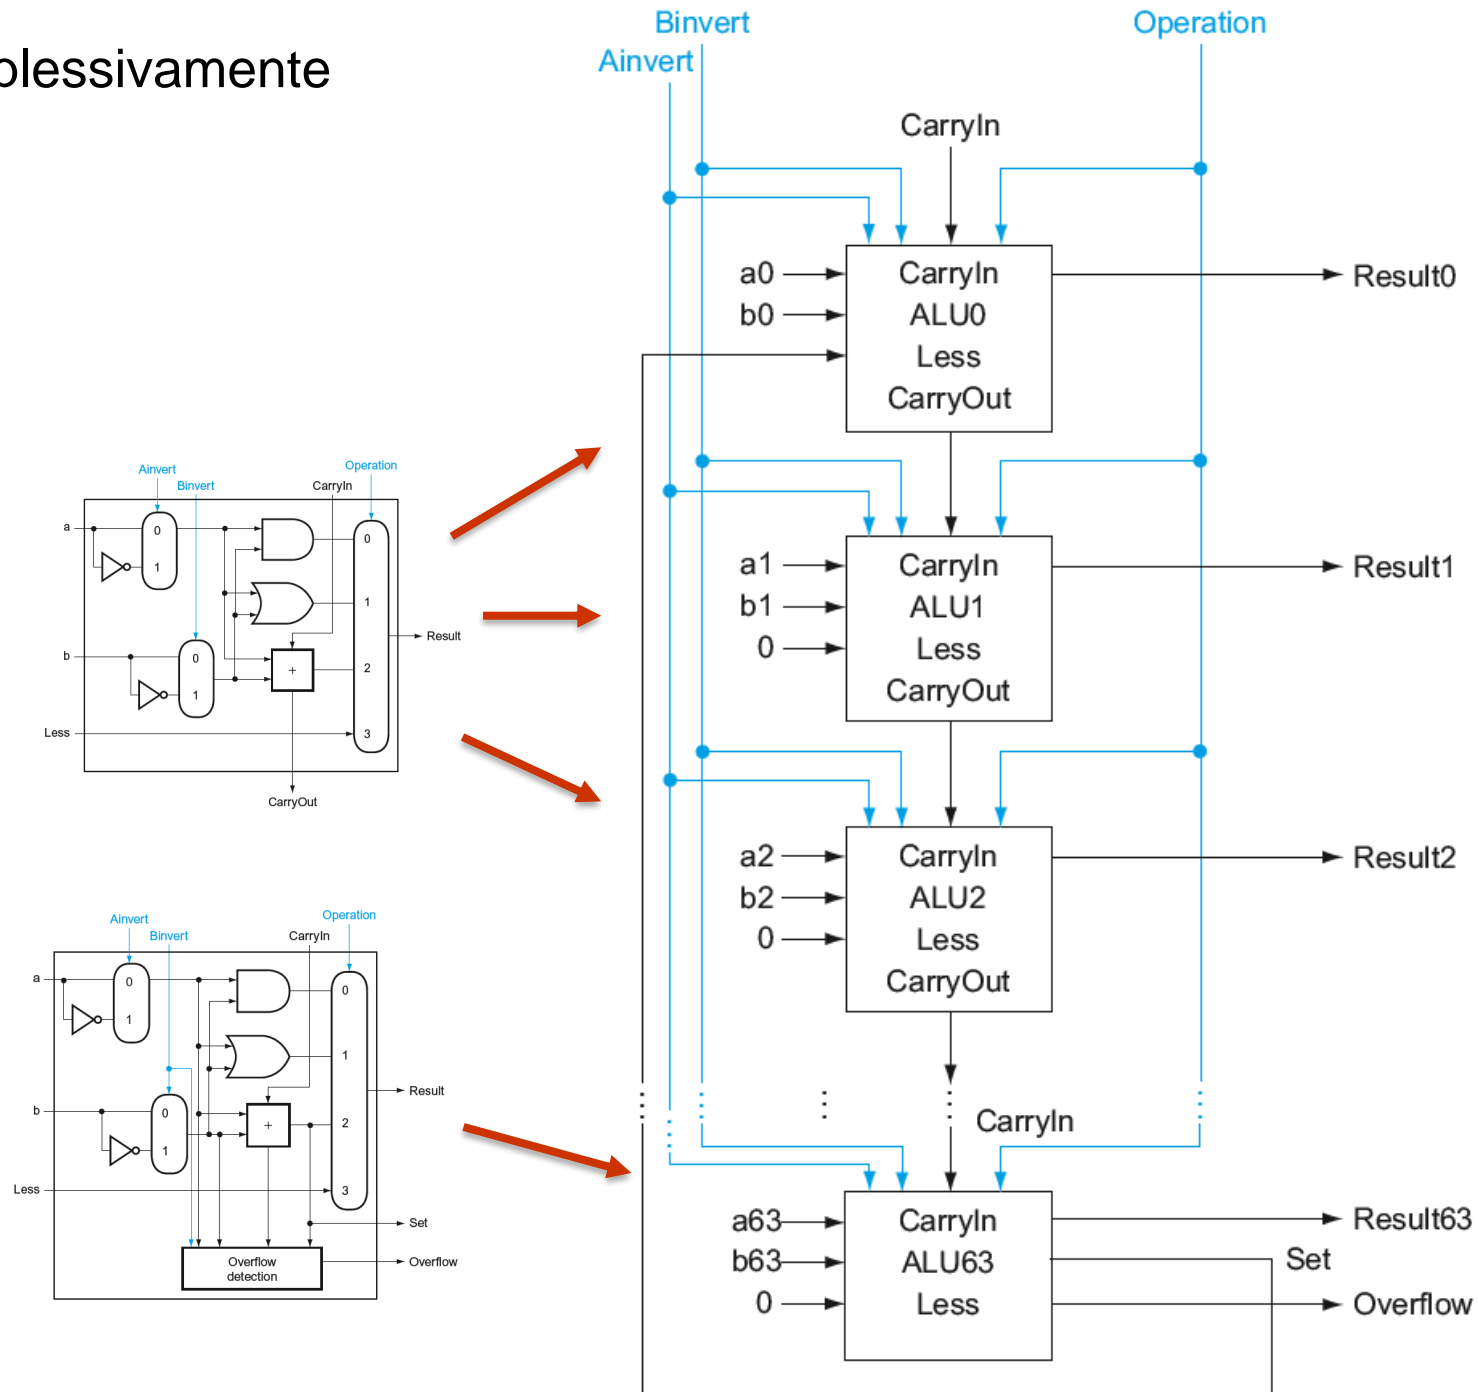 plessivamente
Binvert
Operation
Ainvert
CarryIn
a0
b0
CarryIn
ALU0
Less
CarryOut
Result0
a1
b1
0
CarryIn
ALU1
Less
CarryOut
Result1
a2
b2
0
CarryIn
ALU2
Less
CarryOut
Result2
CarryIn
a63
b63
0
CarryIn
ALU63
Less
Result63
Set
Overflow
Ainvert
Binvert
CarryIn
Operation
a
0
1
b
0
1
+
0
1
2
3
Less
Result
CarryOut
Ainvert
Binvert
CarryIn
Operation
a
0
1
b
0
1
+
0
1
2
3
Less
Result
Set
Overflow
detection
Overflow